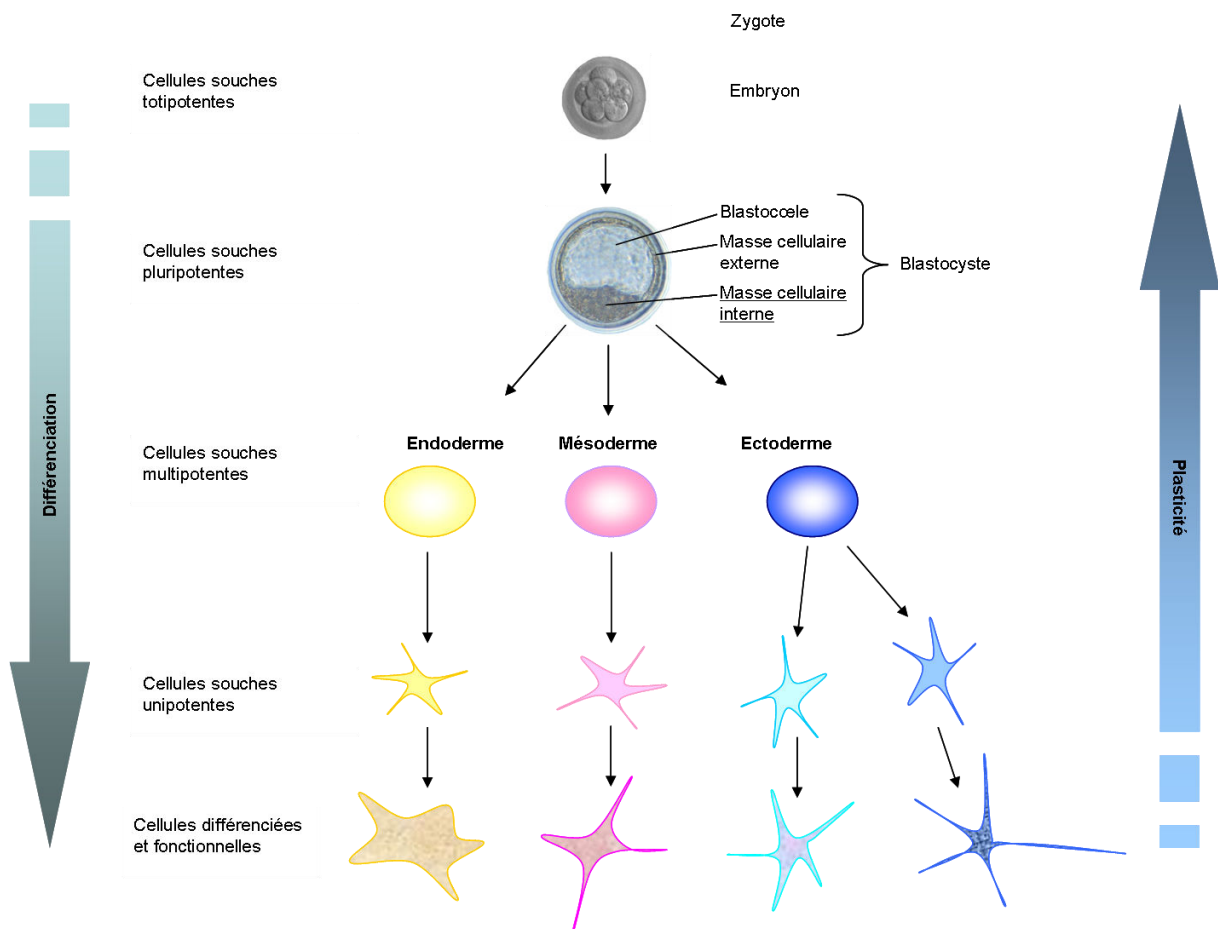 Zygote
Cellules souches
totipotentes
Embryon
Blastocœle
Masse cellulaire
externe
Masse cellulaire
interne
Blastocyste
Cellules souches
pluripotentes
Différenciation
Plasticité
Endoderme
Mésoderme
Ectoderme
Cellules souches
multipotentes
Cellules souches
unipotentes
Cellules différenciées
et fonctionnelles